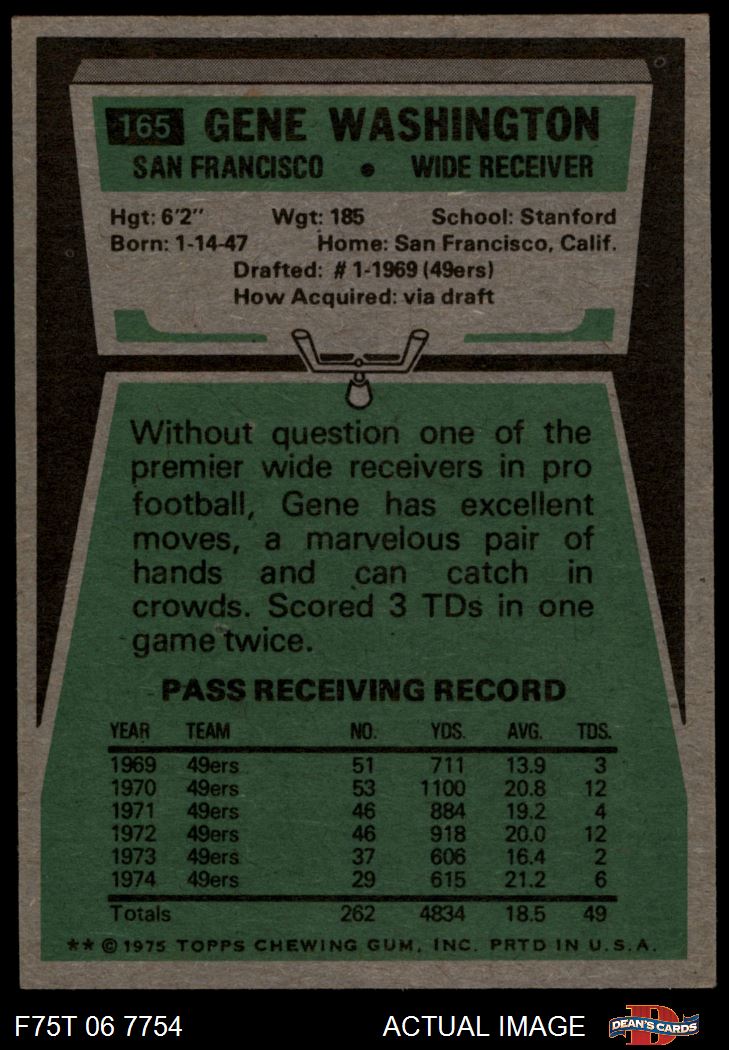 165 GENE WASHINGTON
SAN FRANCISCO • WIDE RECEIVER
Hgt: 6'2" Wgt: 185 School: Stanford
Born: 1-14-47 Home: San Francisco, Calif.
Drafted: # 1-1969 (49ers)
How Acquired: via draft
Without question one of the
premier wide receivers in pro
football, Gene has excellent
moves, a marvelous pair of
hands and can catch in
crowds. Scored 3 TDs in one
game twice.
PASS RECEIVING RECORD
YEAR TEAM NO. YDS. AVG. TDS.
1969 49ers 51 711 13.9 3
1970 49ers 53 1100 20.8 12
1971 49ers 46 884 19.2 4
1972 49ers 46 918 20.0 12
1973 49ers 37 606 16.4 2
1974 49ers 29 615 21.2 6
Totals 262 4834 18.5 49
** © 1975 TOPPS CHEWING GUM, INC. PRTD IN U.S.A.
F75T 06 7754 ACTUAL IMAGE D DEAN'S CARDS